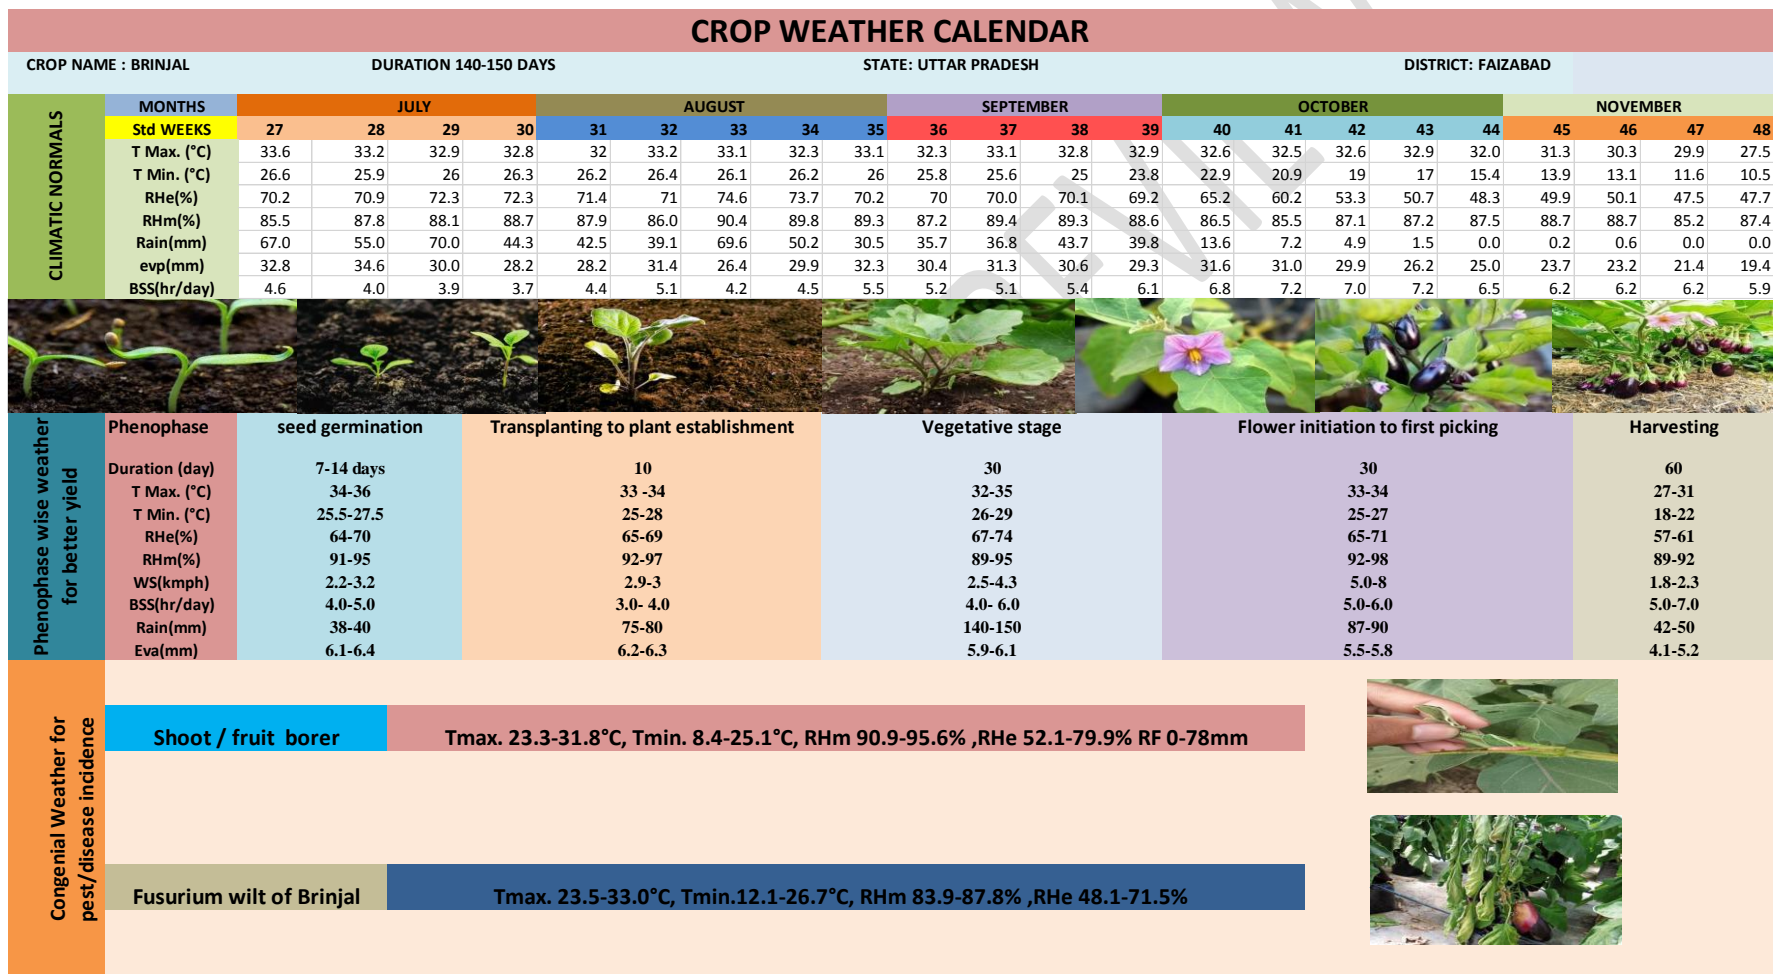 CROP WEATHER CALENDAR
CROP NAME : BRINJAL DURATION 140-150 DAYS STATE: UTTAR PRADESH DISTRICT: FAIZABAD
CLIMATIC NORMALS
MONTHS JULY AUGUST SEPTEMBER OCTOBER NOVEMBER
Std WEEKS 27 28 29 30 31 32 33 34 35 36 37 38 39 40 41 42 43 44 45 46 47 48
T Max. (°C) 33.6 33.2 32.9 32.8 32 33.2 33.1 32.3 33.1 32.3 33.1 32.8 32.9 32.6 32.5 32.6 32.9 32.0 31.3 30.3 29.9 27.5
T Min. (°C) 26.6 25.9 26 26.3 26.2 26.4 26.1 26.2 26 25.8 25.6 25 23.8 22.9 20.9 19 17 15.4 13.9 13.1 11.6 10.5
RHe(%) 70.2 70.9 72.3 72.3 71.4 71 74.6 73.7 70.2 70 70.0 70.1 69.2 65.2 60.2 53.3 50.7 48.3 49.9 50.1 47.5 47.7
RHm(%) 85.5 87.8 88.1 88.7 87.9 86.0 90.4 89.8 89.3 87.2 89.4 89.3 88.6 86.5 85.5 87.1 87.2 87.5 88.7 88.7 85.2 87.4
Rain(mm) 67.0 55.0 70.0 44.3 42.5 39.1 69.6 50.2 30.5 35.7 36.8 43.7 39.8 13.6 7.2 4.9 1.5 0.0 0.2 0.6 0.0 0.0
evp(mm) 32.8 34.6 30.0 28.2 28.2 31.4 26.4 29.9 32.3 30.4 31.3 30.6 29.3 31.6 31.0 29.9 26.2 25.0 23.7 23.2 21.4 19.4
BSS(hr/day) 4.6 4.0 3.9 3.7 4.4 5.1 4.2 4.5 5.5 5.2 5.1 5.4 6.1 6.8 7.2 7.0 7.2 6.5 6.2 6.2 6.2 5.9
Phenophase wise weather
for better yield
Phenophase seed germination Transplanting to plant establishment Vegetative stage Flower initiation to first picking Harvesting
Duration (day) 7-14 days 10 30 30 60
T Max. (°C) 34-36 33 -34 32-35 33-34 27-31
T Min. (°C) 25.5-27.5 25-28 26-29 25-27 18-22
RHe(%) 64-70 65-69 67-74 65-71 57-61
RHm(%) 91-95 92-97 89-95 92-98 89-92
WS(kmph) 2.2-3.2 2.9-3 2.5-4.3 5.0-8 1.8-2.3
BSS(hr/day) 4.0-5.0 3.0- 4.0 4.0- 6.0 5.0-6.0 5.0-7.0
Rain(mm) 38-40 75-80 140-150 87-90 42-50
Eva(mm) 6.1-6.4 6.2-6.3 5.9-6.1 5.5-5.8 4.1-5.2
Congenial Weather for
pest/disease incidence
Shoot / fruit borer Tmax. 23.3-31.8°C, Tmin. 8.4-25.1°C, RHm 90.9-95.6% ,RHe 52.1-79.9% RF 0-78mm
Fusurium wilt of Brinjal Tmax. 23.5-33.0°C, Tmin.12.1-26.7°C, RHm 83.9-87.8% ,RHe 48.1-71.5%